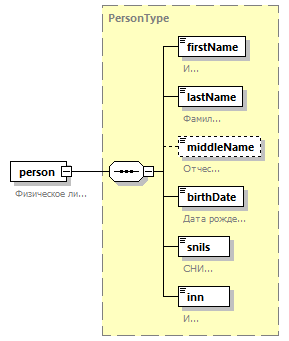 PersonType
firstName
И...
lastName
Фамил...
middleName
Отчес...
person
Физическое ли...
birthDate
Дата рожде...
snils
СНИ...
inn
И...